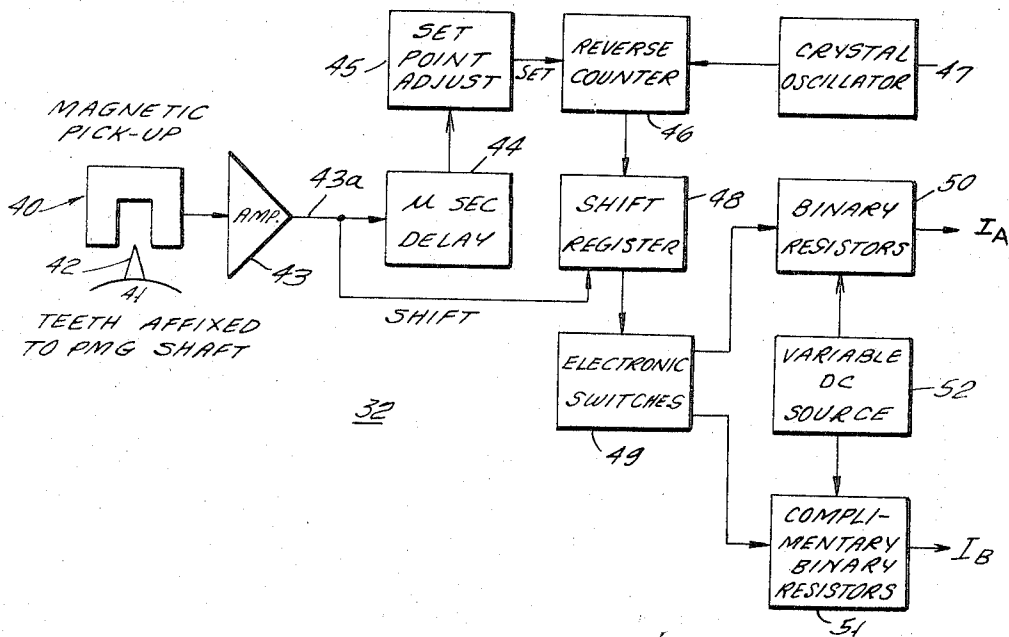 SET
POINT
ADJUST
45
SET
REVERSE
COUNTER
46
CRYSTAL
OSCILLATOR
47
MAGNETIC
PICK-UP
40
42
41
TEETH AFFIXED
TO PMG SHAFT
AMP.
43
43a
44
μ SEC
DELAY
SHIFT
SHIFT
REGISTER
48
ELECTRONIC
SWITCHES
49
BINARY
RESISTORS
50
IA
VARIABLE
DC
SOURCE
52
COMPLI-
MENTARY
BINARY
RESISTORS
51
IB
32